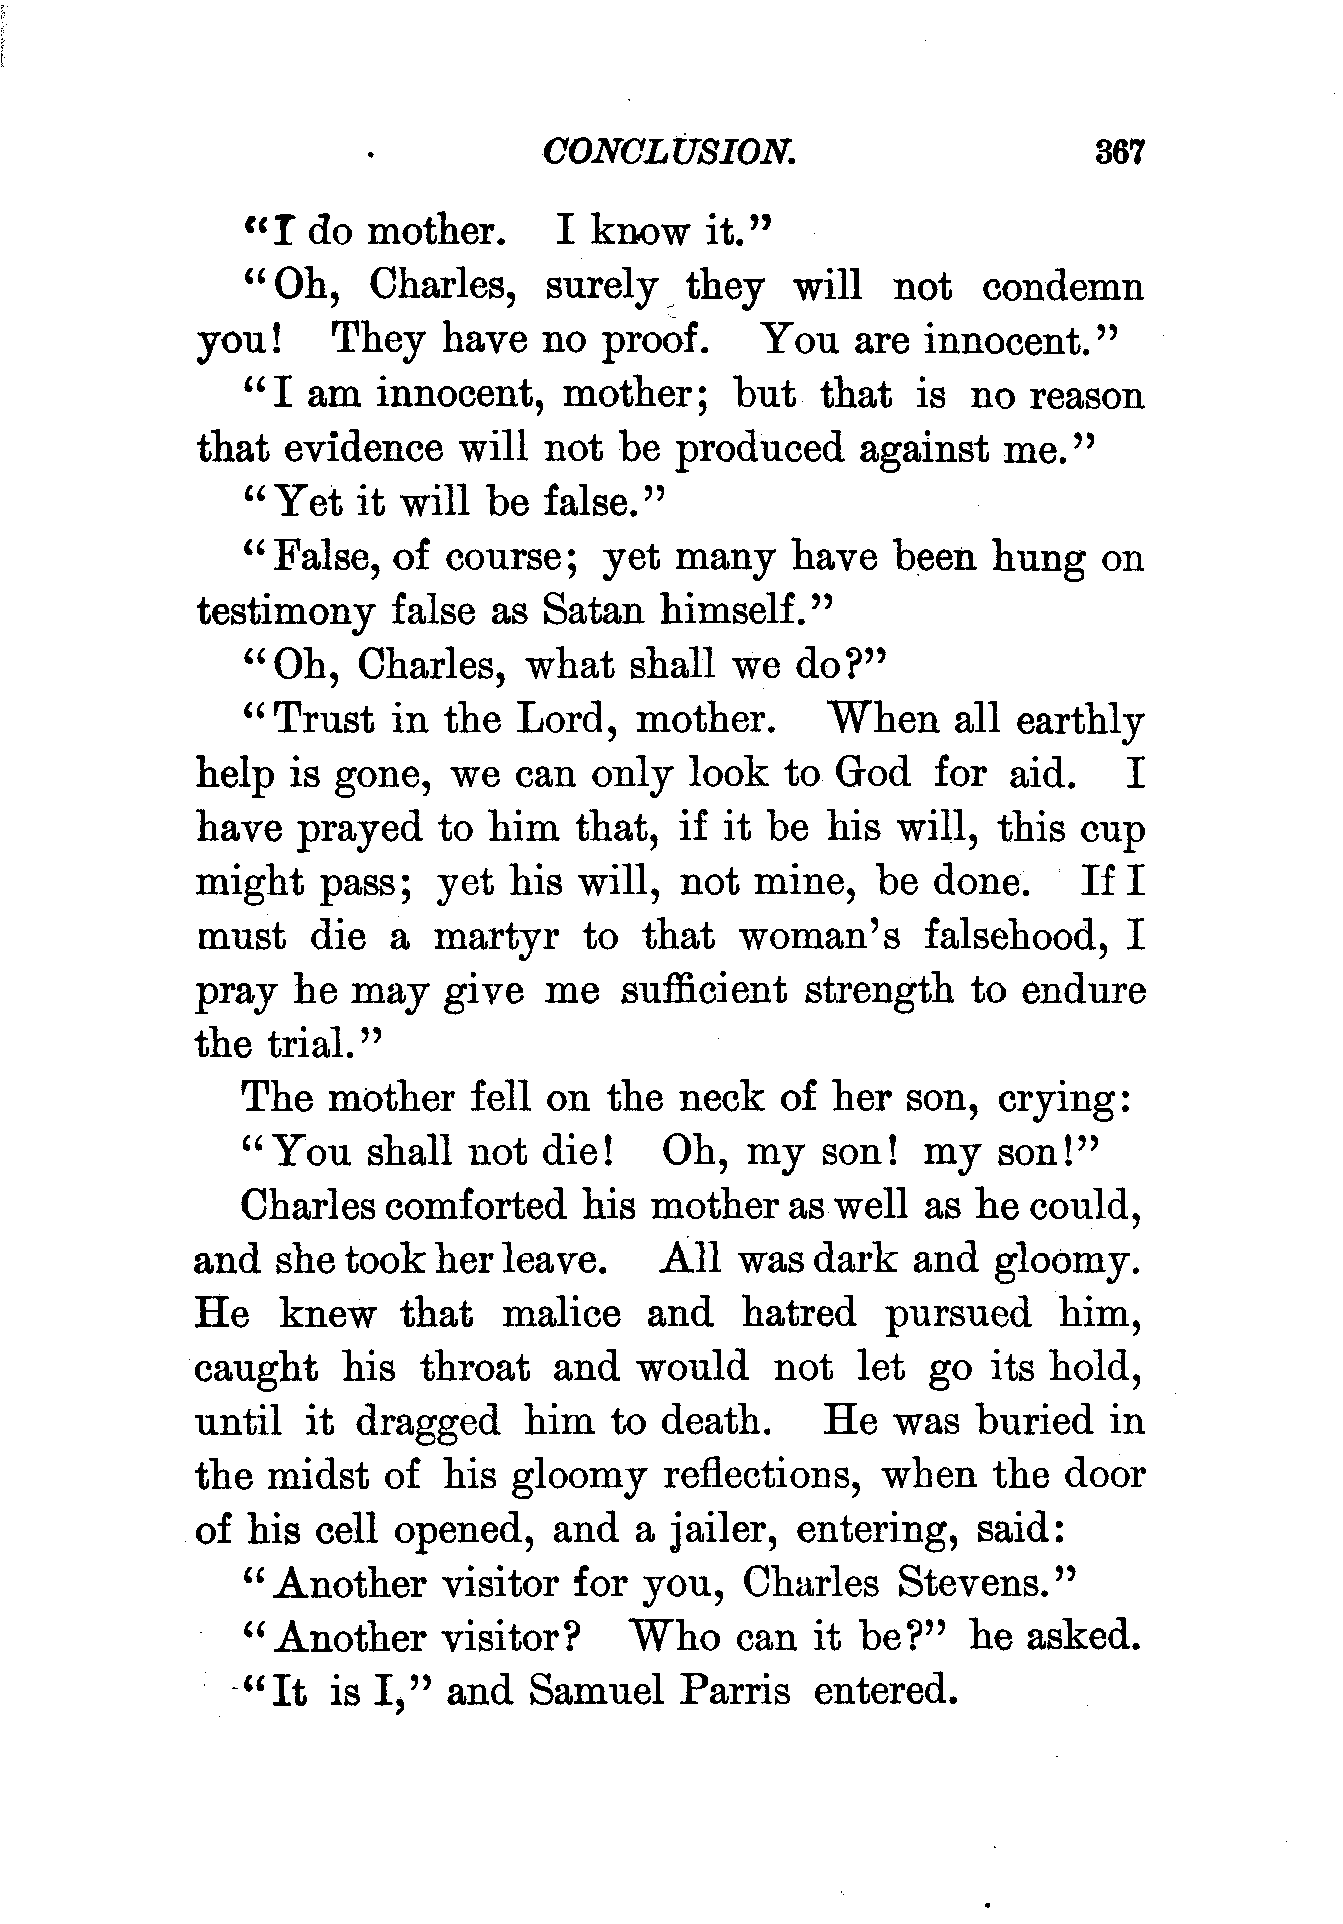 CONCLUSION. 367
"I do mother. I know it."
"Oh, Charles, surely they will not condemn
you! They have no proof. You are innocent."
"I am innocent, mother; but that is no reason
that evidence will not be produced against me."
"Yet it will be false."
"False, of course; yet many have been hung on
testimony false as Satan himself."
"Oh, Charles, what shall we do?"
"Trust in the Lord, mother. When all earthly
help is gone, we can only look to God for aid. I
have prayed to him that, if it be his will, this cup
might pass; yet his will, not mine, be done. If I
must die a martyr to that woman's falsehood, I
pray he may give me sufficient strength to endure
the trial."
The mother fell on the neck of her son, crying:
"You shall not die! Oh, my son! my son!"
Charles comforted his mother as well as he could,
and she took her leave. All was dark and gloomy.
He knew that malice and hatred pursued him,
caught his throat and would not let go its hold,
until it dragged him to death. He was buried in
the midst of his gloomy reflections, when the door
of his cell opened, and a jailer, entering, said:
"Another visitor for you, Charles Stevens."
"Another visitor? Who can it be?" he asked.
"It is I," and Samuel Parris entered.